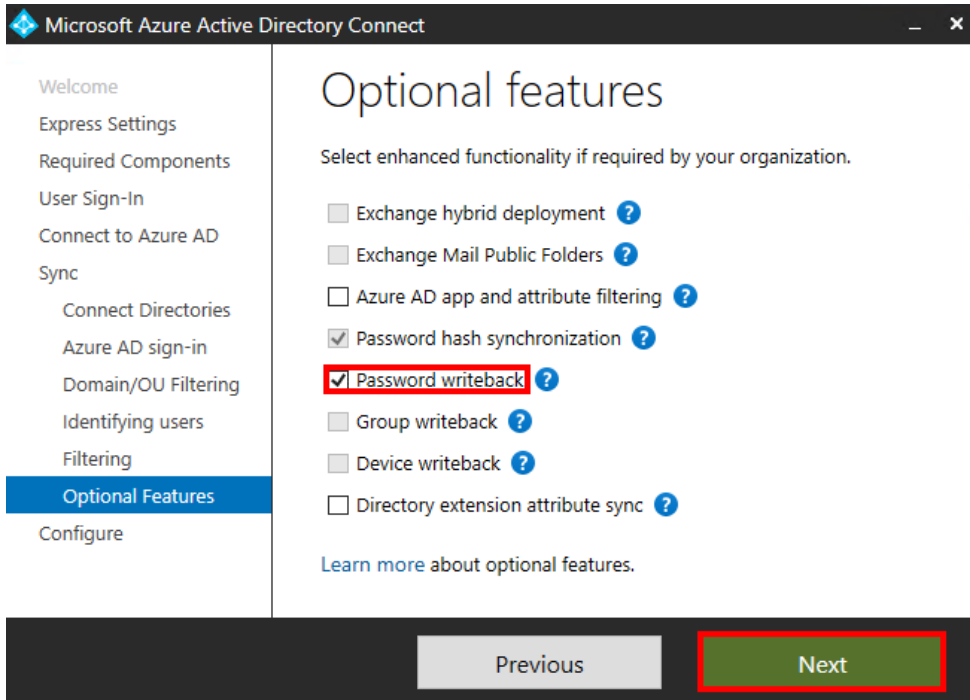 Microsoft Azure Active Directory Connect
Welcome
Express Settings
Required Components
User Sign-In
Connect to Azure AD
Sync
Connect Directories
Azure AD sign-in
Domain/OU Filtering
Identifying users
Filtering
Optional Features
Configure
Optional features
Select enhanced functionality if required by your organization.
Exchange hybrid deployment ?
Exchange Mail Public Folders ?
Azure AD app and attribute filtering ?
Password hash synchronization ?
Password writeback ?
Group writeback ?
Device writeback ?
Directory extension attribute sync ?
Learn more about optional features.
Previous
Next